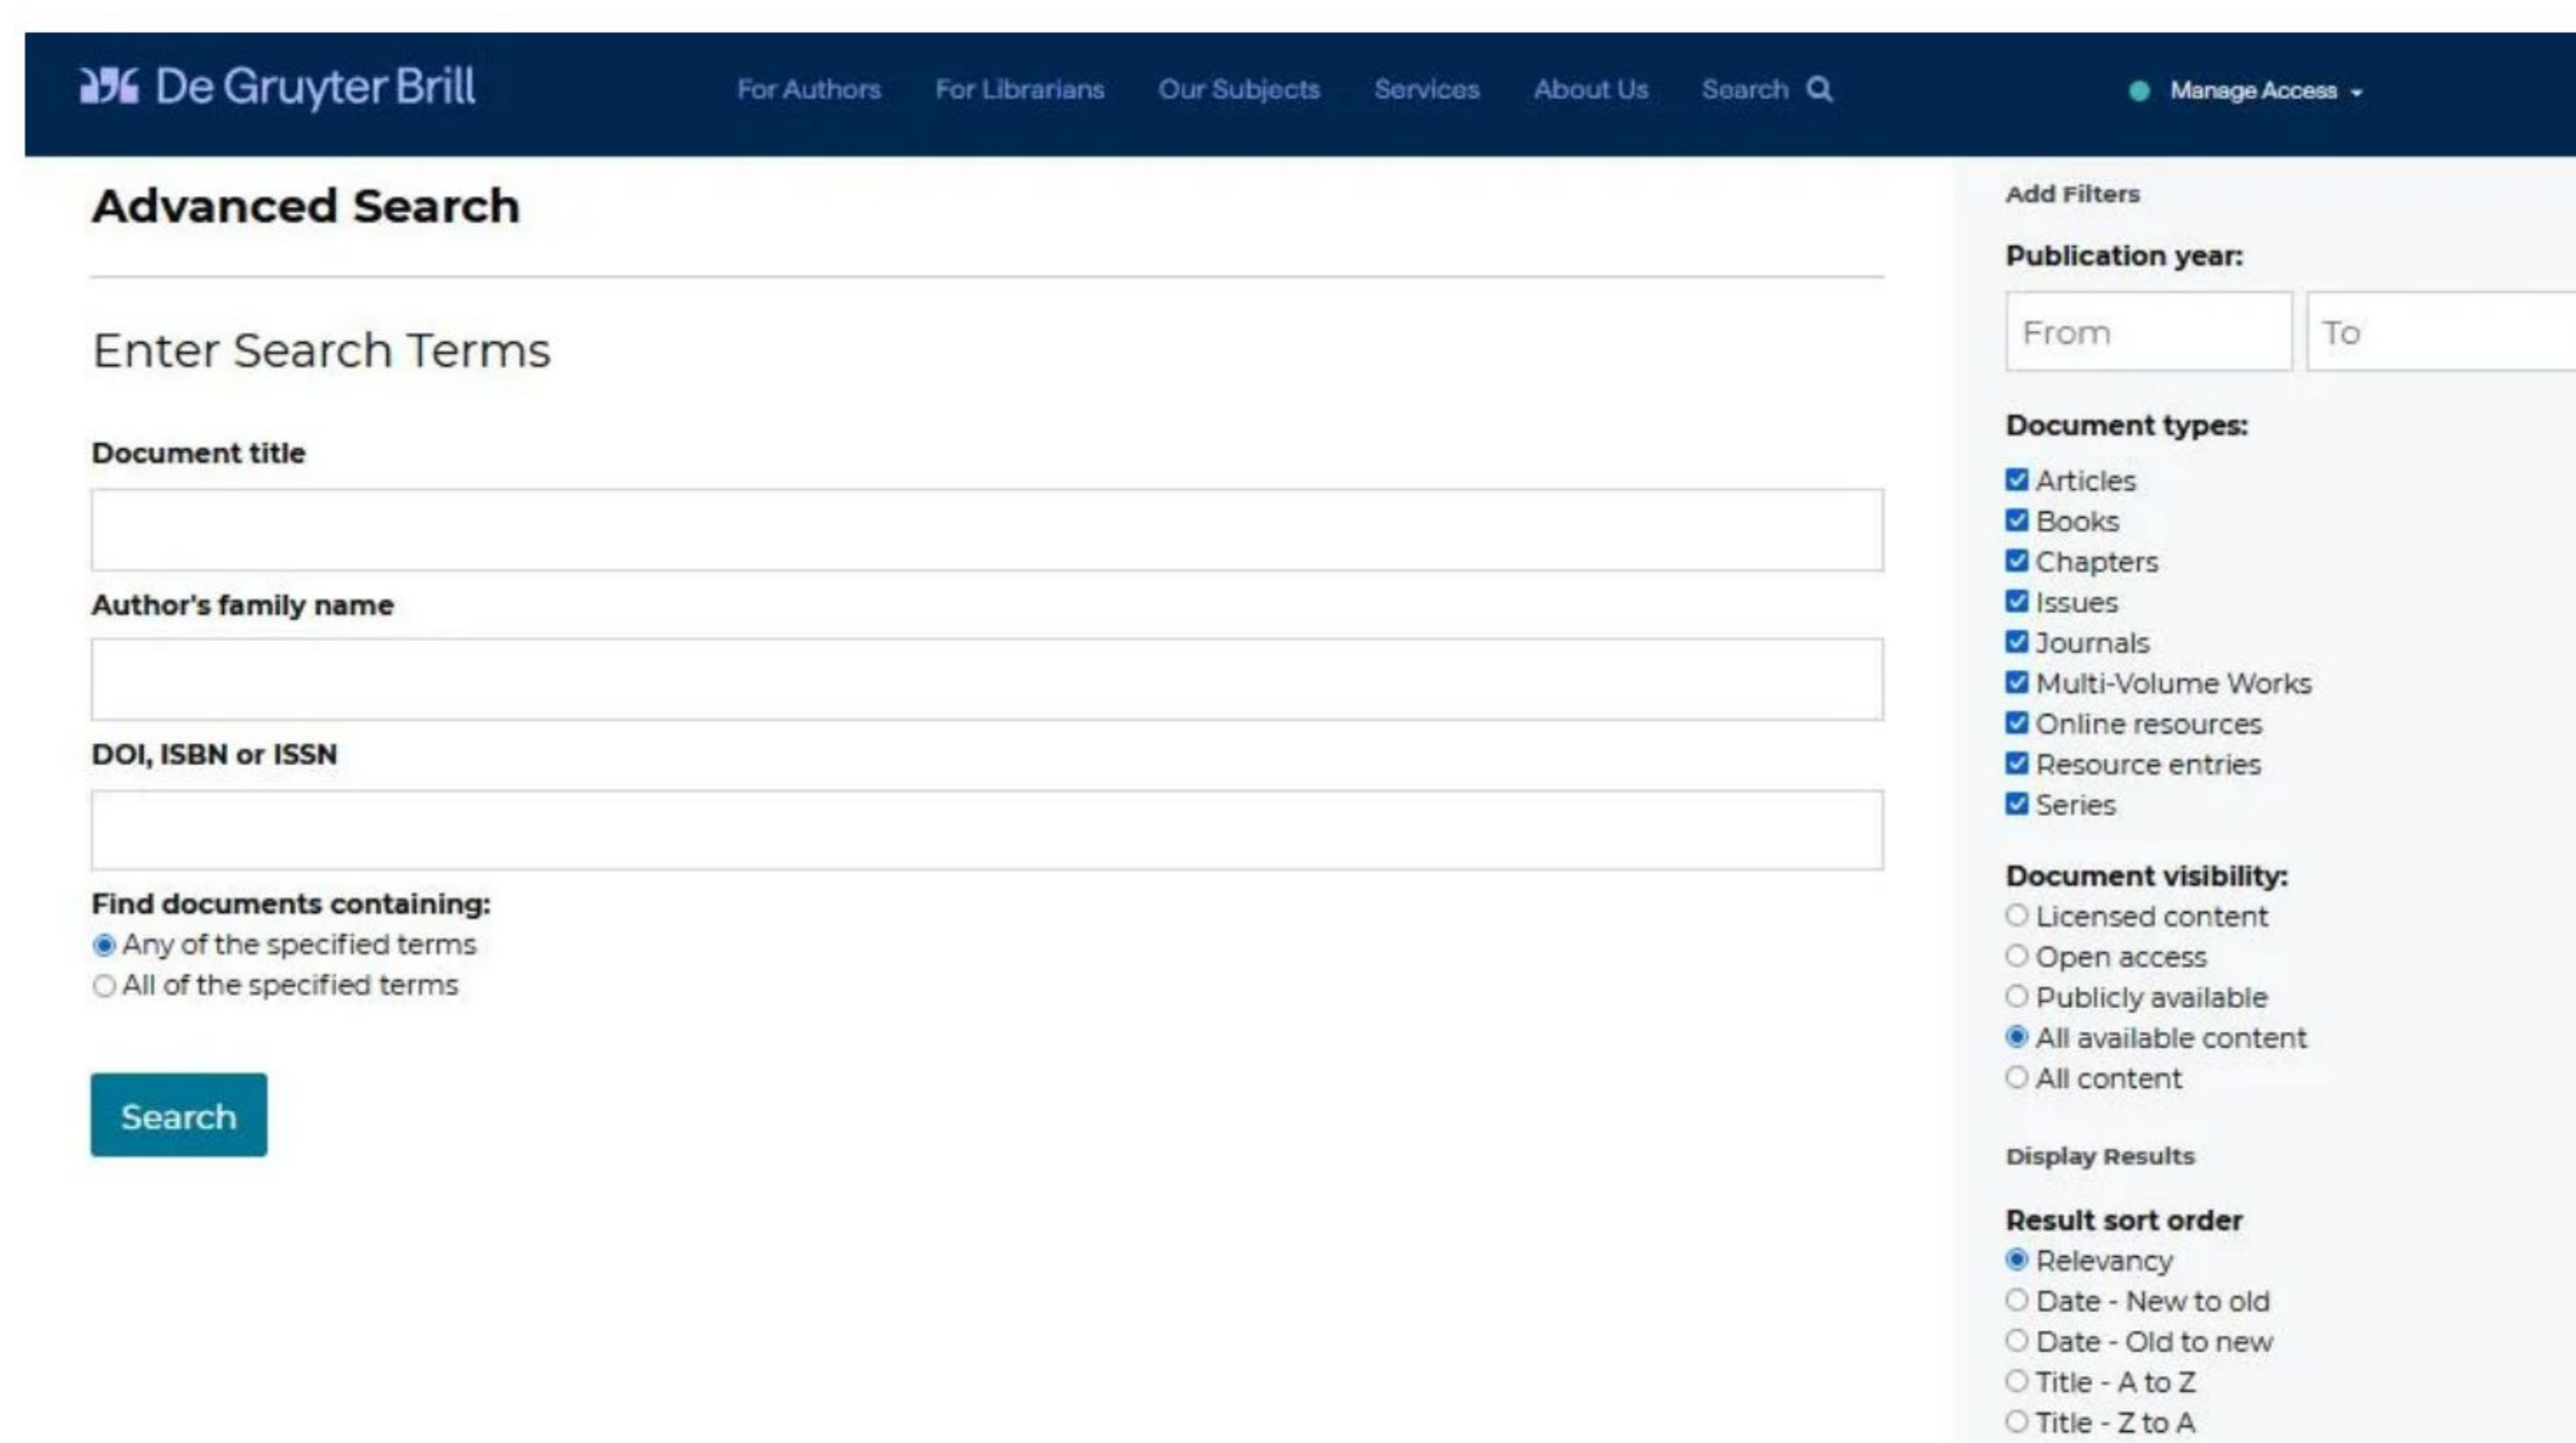 De Gruyter Brill
For Authors For Librarians Our Subjects Services About Us Search
Manage Access
Advanced Search
Enter Search Terms
Document title
Author's family name
DOI, ISBN or ISSN
Find documents containing:
Any of the specified terms
All of the specified terms
Search
Add Filters
Publication year:
From To
Document types:
Articles
Books
Chapters
Issues
Journals
Multi-Volume Works
Online resources
Resource entries
Series
Document visibility:
Licensed content
Open access
Publicly available
All available content
All content
Display Results
Result sort order
Relevancy
Date - New to old
Date - Old to new
Title - A to Z
Title - Z to A